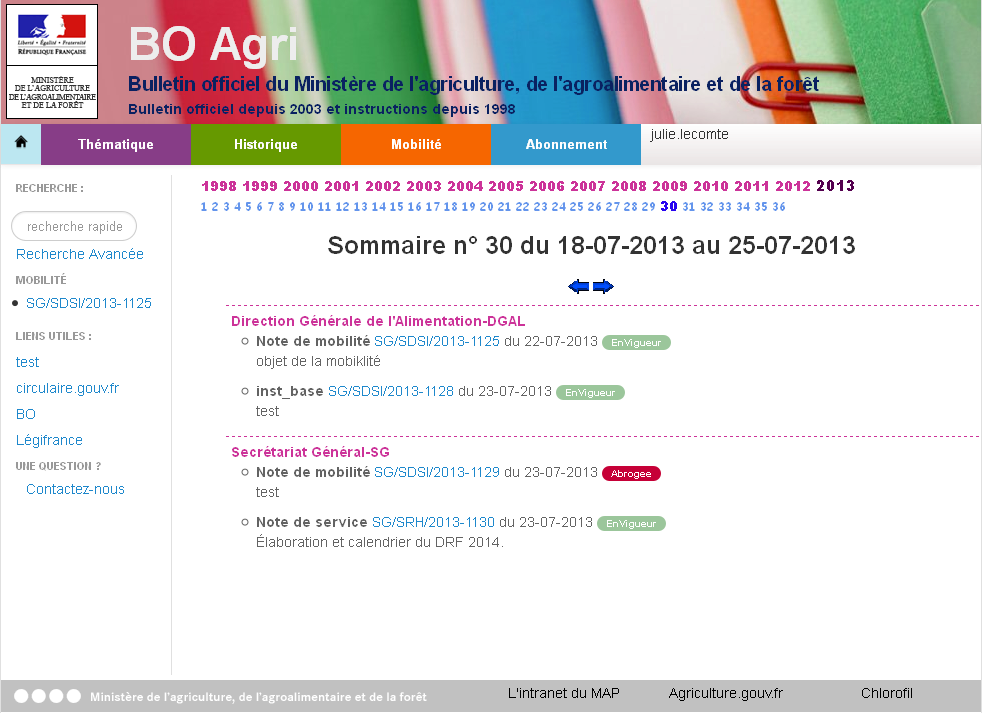 Liberté • Égalité • Fraternité
RÉPUBLIQUE FRANÇAISE
MINISTÈRE
DE L'AGRICULTURE
DE L'AGROALIMENTAIRE
ET DE LA FORÊT
BO Agri
Bulletin officiel du Ministère de l'agriculture, de l'agroalimentaire et de la forêt
Bulletin officiel depuis 2003 et instructions depuis 1998
Thématique Historique Mobilité Abonnement julie.lecomte
RECHERCHE :
recherche rapide
Recherche Avancée
MOBILITÉ
• SG/SDSI/2013-1125
LIENS UTILES :
test
circulaire.gouv.fr
BO
Légifrance
UNE QUESTION ?
Contactez-nous
1998 1999 2000 2001 2002 2003 2004 2005 2006 2007 2008 2009 2010 2011 2012 2013
1 2 3 4 5 6 7 8 9 10 11 12 13 14 15 16 17 18 19 20 21 22 23 24 25 26 27 28 29 30 31 32 33 34 35 36
Sommaire n° 30 du 18-07-2013 au 25-07-2013
Direction Générale de l'Alimentation-DGAL
Note de mobilité SG/SDSI/2013-1125 du 22-07-2013 EnVigueur
objet de la mobiklité
inst_base SG/SDSI/2013-1128 du 23-07-2013 EnVigueur
test
Secrétariat Général-SG
Note de mobilité SG/SDSI/2013-1129 du 23-07-2013 Abrogee
test
Note de service SG/SRH/2013-1130 du 23-07-2013 EnVigueur
Élaboration et calendrier du DRF 2014.
Ministère de l'agriculture, de l'agroalimentaire et de la forêt L'intranet du MAP Agriculture.gouv.fr Chlorofil